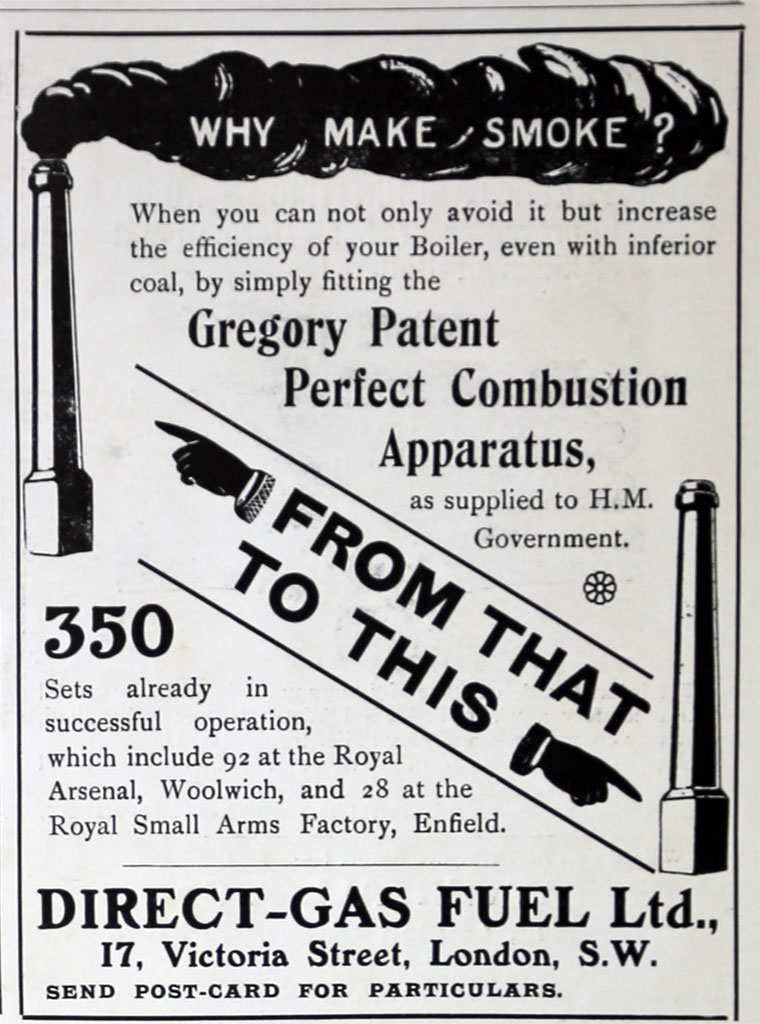 WHY MAKE SMOKE?
When you can not only avoid it but increase
the efficiency of your Boiler, even with inferior
coal, by simply fitting the
Gregory Patent
Perfect Combustion
Apparatus,
as supplied to H.M.
Government.
FROM THAT
TO THIS
350
Sets already in
successful operation,
which include 92 at the Royal
Arsenal, Woolwich, and 28 at the
Royal Small Arms Factory, Enfield.
DIRECT-GAS FUEL Ltd.,
17, Victoria Street, London, S.W.
SEND POST-CARD FOR PARTICULARS.